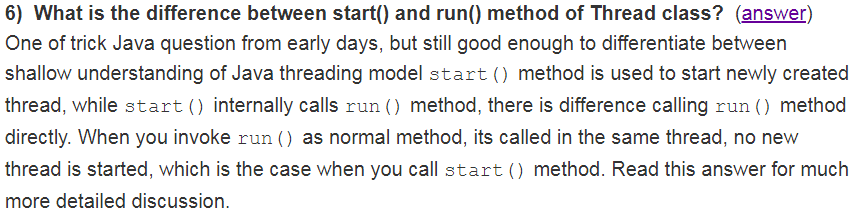 6) What is the difference between start() and run() method of Thread class? (answer)
One of trick Java question from early days, but still good enough to differentiate between
shallow understanding of Java threading model start() method is used to start newly created
thread, while start() internally calls run() method, there is difference calling run() method
directly. When you invoke run() as normal method, its called in the same thread, no new
thread is started, which is the case when you call start() method. Read this answer for much
more detailed discussion.